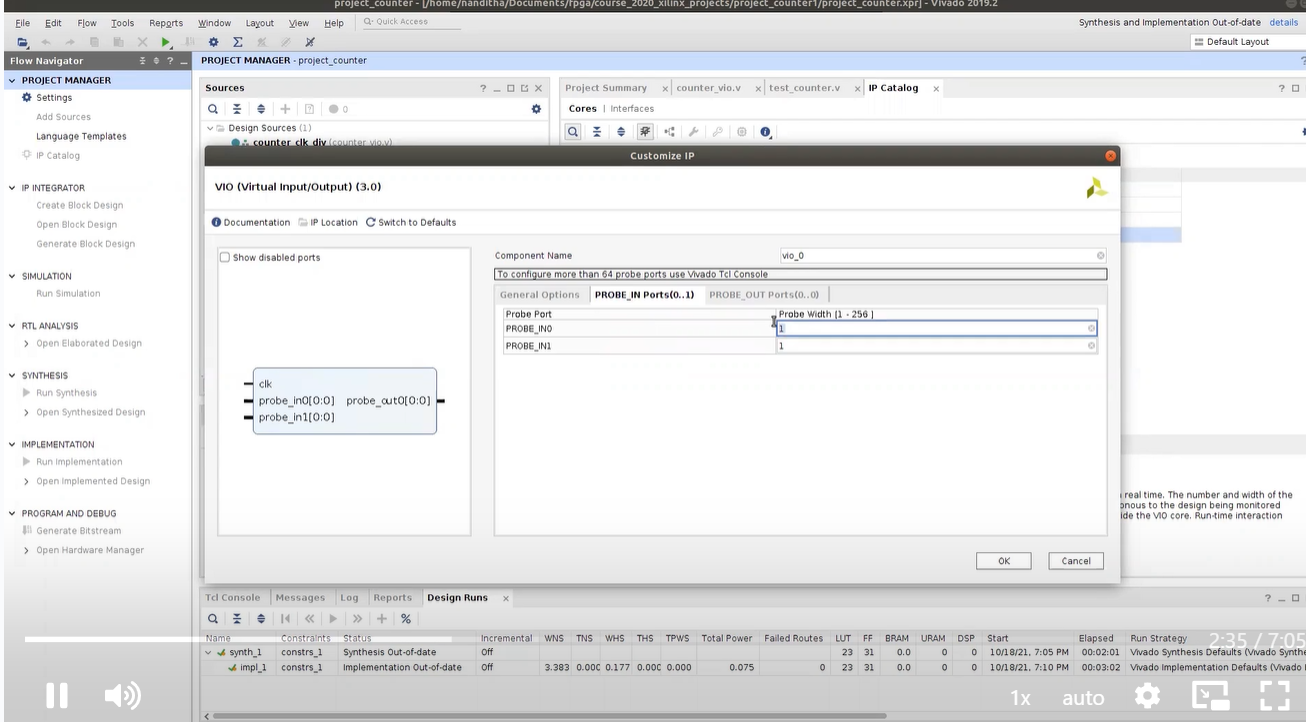 project_counter - [/home/nanditha/Documents/fpga/course_2020_xilinx_projects/project_counter1/project_counter.xpr] - Vivado 2019.2
File Edit Flow Tools Reports Window Layout View Help Quick Access
Synthesis and Implementation Out-of-date details
Default Layout
Flow Navigator
PROJECT MANAGER
Settings
Add Sources
Language Templates
IP Catalog
IP INTEGRATOR
Create Block Design
Open Block Design
Generate Block Design
SIMULATION
Run Simulation
RTL ANALYSIS
Open Elaborated Design
SYNTHESIS
Run Synthesis
Open Synthesized Design
IMPLEMENTATION
Run Implementation
Open Implemented Design
PROGRAM AND DEBUG
Generate Bitstream
Open Hardware Manager
PROJECT MANAGER - project_counter
Sources
0
Design Sources (1)
counter_clk_div (counter_vio.v)
Project Summary counter_vio.v test_counter.v IP Catalog
Cores Interfaces
Customize IP
VIO (Virtual Input/Output) (3.0)
Documentation IP Location Switch to Defaults
Show disabled ports
clk
probe_in0[0:0] probe_out0[0:0]
probe_in1[0:0]
Component Name vio_0
To configure more than 64 probe ports use Vivado Tcl Console
General Options PROBE_IN Ports(0..1) PROBE_OUT Ports(0..0)
Probe Port Probe Width [1 - 256 ]
PROBE_IN0 1
PROBE_IN1 1
OK Cancel
real time. The number and width of the
onous to the design being monitored
ide the VIO core. Run-time interaction
Tcl Console Messages Log Reports Design Runs
Name Constraints Status Incremental WNS TNS WHS THS TPWS Total Power Failed Routes LUT FF BRAM URAM DSP Start Elapsed Run Strategy
synth_1 constrs_1 Synthesis Out-of-date Off 23 31 0.0 0 0 10/18/21, 7:05 PM 00:02:01 Vivado Synthesis Defaults (Vivado Synthe
impl_1 constrs_1 Implementation Out-of-date Off 3.383 0.000 0.177 0.000 0.000 0.075 0 23 31 0.0 0 0 10/18/21, 7:10 PM 00:03:02 Vivado Implementation Defaults (Vivado
2:35 / 7:05
1x auto